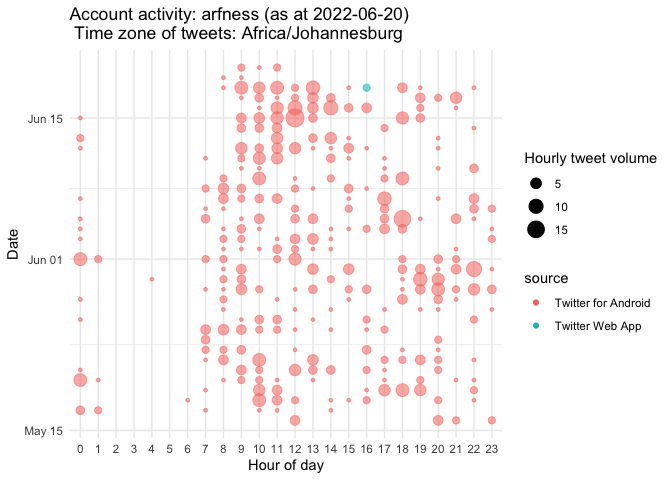 Account activity: arfness (as at 2022-06-20)
Time zone of tweets: Africa/Johannesburg
Jun 15
Jun 01
May 15
Date
0 1 2 3 4 5 6 7 8 9 10 11 12 13 14 15 16 17 18 19 20 21 22 23
Hour of day
Hourly tweet volume
5
10
15
source
Twitter for Android
Twitter Web App